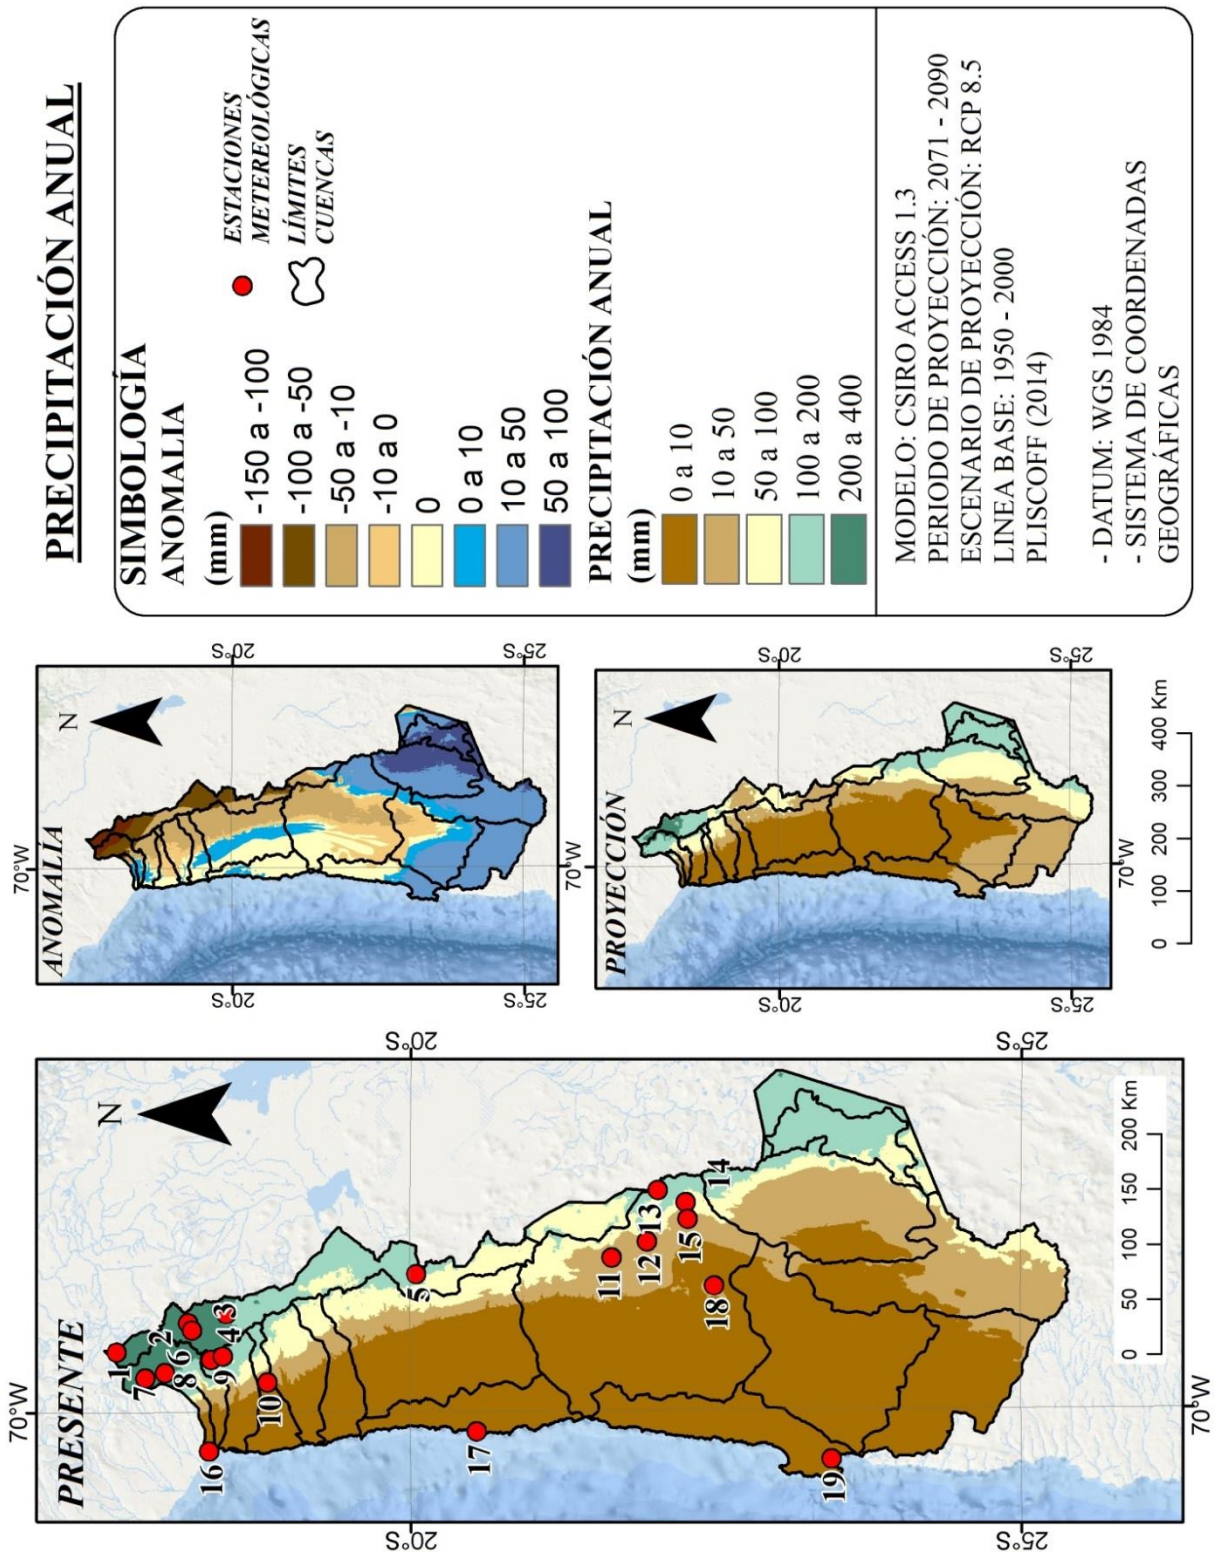 PRECIPITACIÓN ANUAL
PRESENTE
70°W
N
20°S
20°S
25°S
25°S
70°W
1
2
3
4
5
6
7
8
9
10
11
12
13
14
15
16
17
18
19
0 50 100 150 200 Km
ANOMALÍA
70°W
N
20°S
20°S
25°S
25°S
PROYECCIÓN
70°W
N
20°S
20°S
25°S
25°S
70°W
0 100 200 300 400 Km
SIMBOLOGÍA
ANOMALIA
(mm)
-150 a -100
-100 a -50
-50 a -10
-10 a 0
0
0 a 10
10 a 50
50 a 100
ESTACIONES
METEREOLÓGICAS
LÍMITES
CUENCAS
PRECIPITACIÓN ANUAL
(mm)
0 a 10
10 a 50
50 a 100
100 a 200
200 a 400
MODELO: CSIRO ACCESS 1.3
PERIODO DE PROYECCIÓN: 2071 - 2090
ESCENARIO DE PROYECCIÓN: RCP 8.5
LINEA BASE: 1950 - 2000
PLISCOFF (2014)
- DATUM: WGS 1984
- SISTEMA DE COORDENADAS
GEOGRÁFICAS